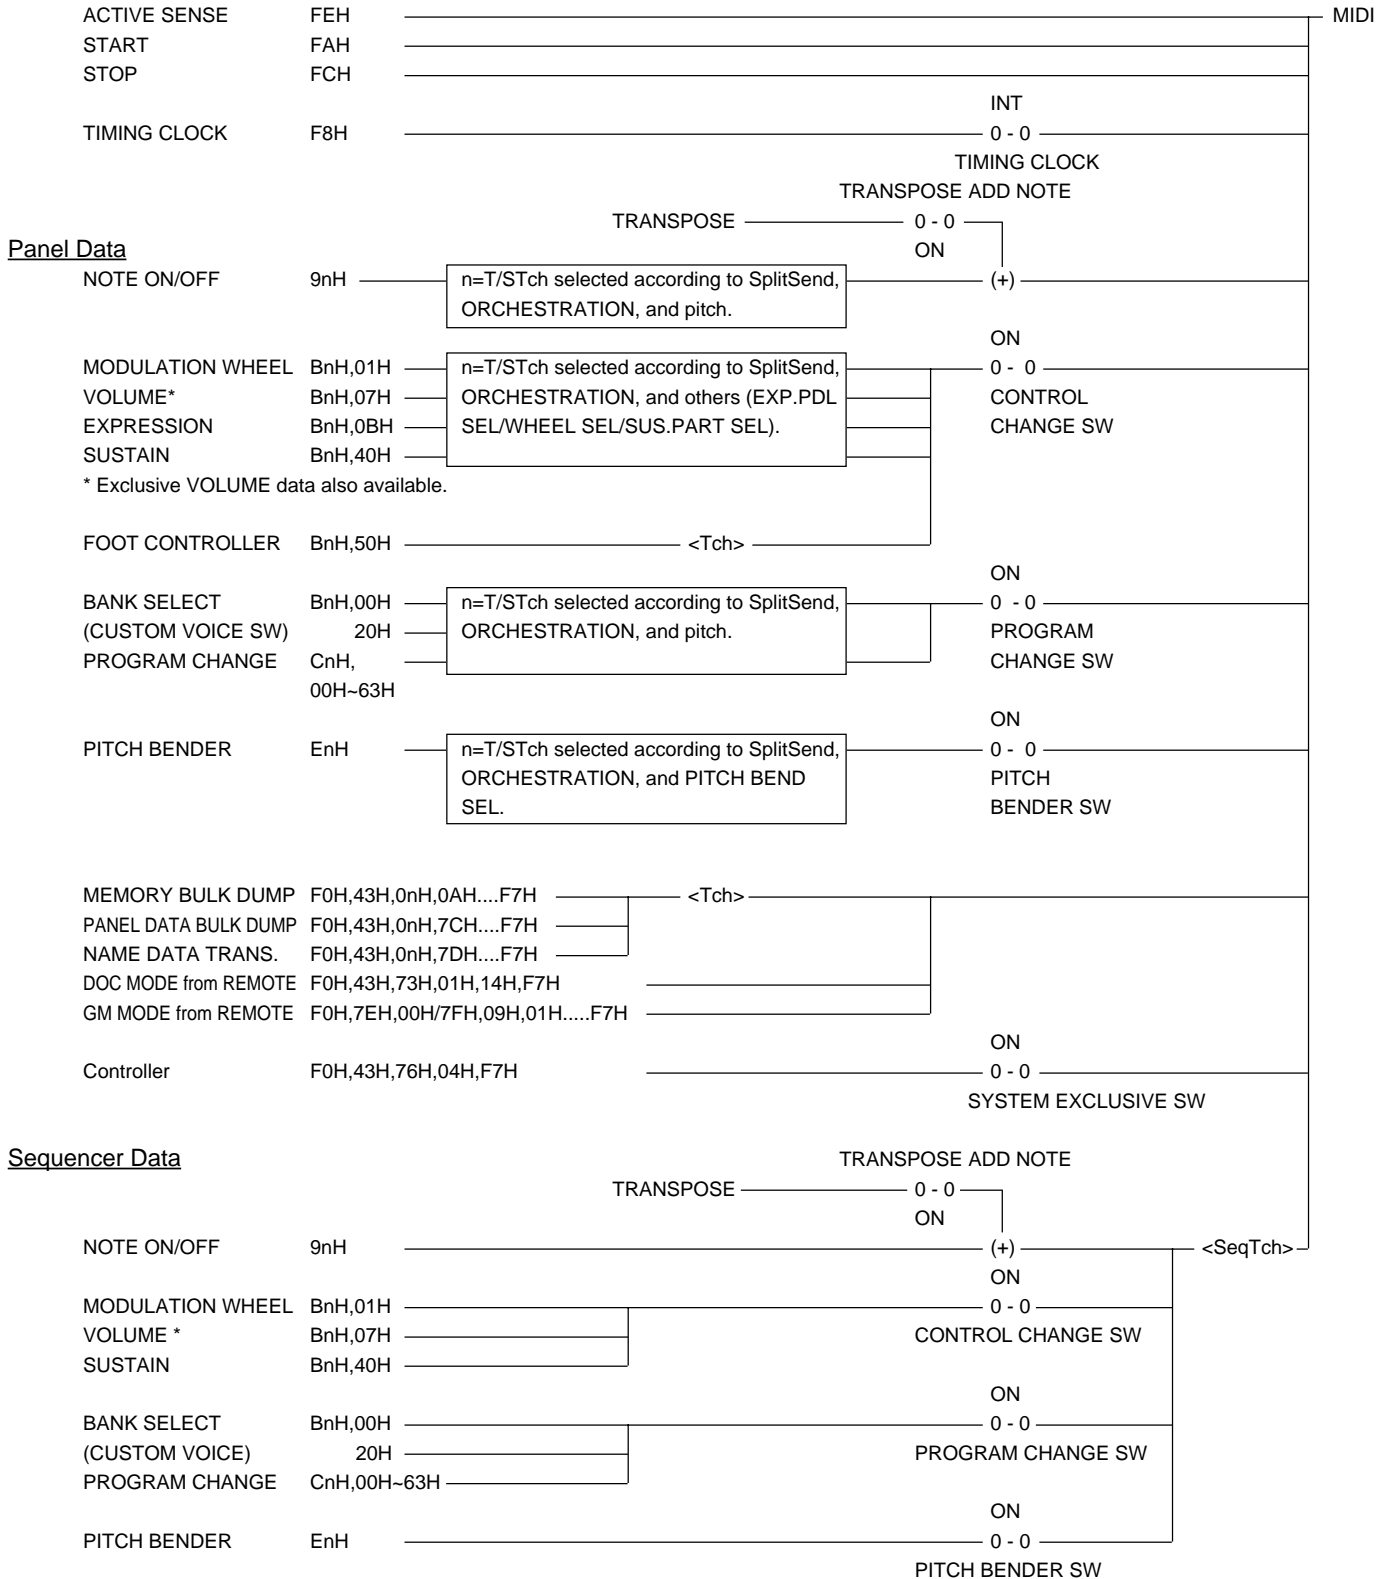 ACTIVE SENSE FEH MIDI
START FAH
STOP FCH
INT
TIMING CLOCK F8H 0 - 0
TIMING CLOCK
TRANSPOSE ADD NOTE
TRANSPOSE 0 - 0
Panel Data ON
NOTE ON/OFF 9nH n=T/STch selected according to SplitSend, (+)
ORCHESTRATION, and pitch.
ON
MODULATION WHEEL BnH,01H n=T/STch selected according to SplitSend, 0 - 0
VOLUME* BnH,07H ORCHESTRATION, and others (EXP.PDL CONTROL
EXPRESSION BnH,0BH SEL/WHEEL SEL/SUS.PART SEL). CHANGE SW
SUSTAIN BnH,40H
* Exclusive VOLUME data also available.
FOOT CONTROLLER BnH,50H <Tch>
ON
BANK SELECT BnH,00H n=T/STch selected according to SplitSend, 0 - 0
(CUSTOM VOICE SW) 20H ORCHESTRATION, and pitch. PROGRAM
PROGRAM CHANGE CnH, CHANGE SW
00H~63H
ON
PITCH BENDER EnH n=T/STch selected according to SplitSend, 0 - 0
ORCHESTRATION, and PITCH BEND PITCH
SEL. BENDER SW
MEMORY BULK DUMP F0H,43H,0nH,0AH....F7H <Tch>
PANEL DATA BULK DUMP F0H,43H,0nH,7CH....F7H
NAME DATA TRANS. F0H,43H,0nH,7DH....F7H
DOC MODE from REMOTE F0H,43H,73H,01H,14H,F7H
GM MODE from REMOTE F0H,7EH,00H/7FH,09H,01H.....F7H
ON
Controller F0H,43H,76H,04H,F7H 0 - 0
SYSTEM EXCLUSIVE SW
Sequencer Data TRANSPOSE ADD NOTE
TRANSPOSE 0 - 0
ON
NOTE ON/OFF 9nH (+) <SeqTch>
ON
MODULATION WHEEL BnH,01H 0 - 0
VOLUME * BnH,07H CONTROL CHANGE SW
SUSTAIN BnH,40H
ON
BANK SELECT BnH,00H 0 - 0
(CUSTOM VOICE) 20H PROGRAM CHANGE SW
PROGRAM CHANGE CnH,00H~63H
ON
PITCH BENDER EnH 0 - 0
PITCH BENDER SW